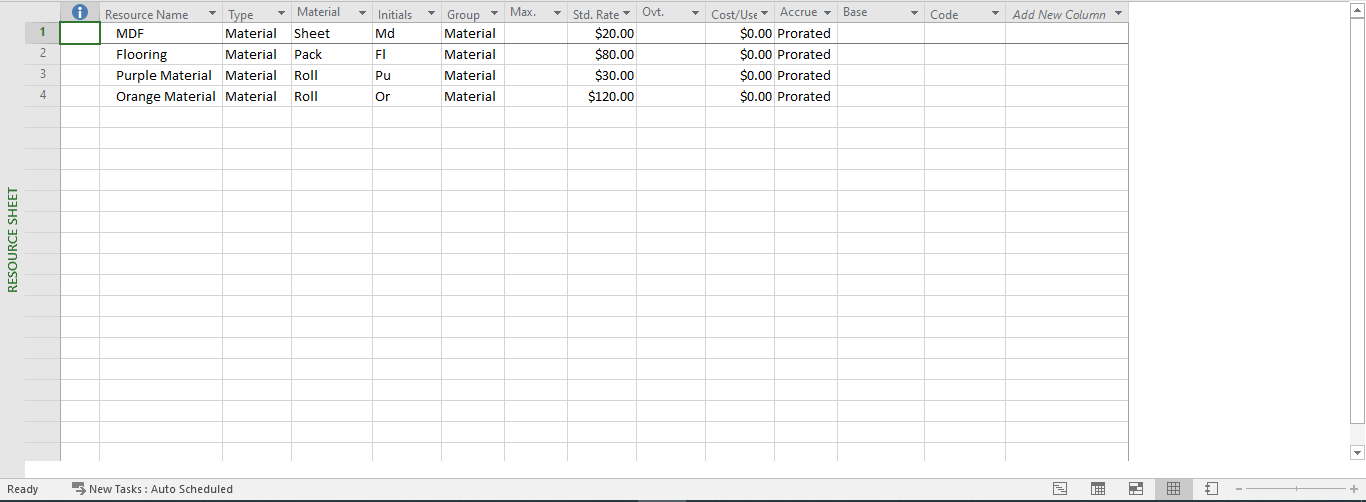 Resource Name Type Material Initials Group Max. Std. Rate Ovt. Cost/Use Accrue Base Code Add New Column
1 MDF Material Sheet Md Material $20.00 $0.00 Prorated
2 Flooring Material Pack Fl Material $80.00 $0.00 Prorated
3 Purple Material Material Roll Pu Material $30.00 $0.00 Prorated
4 Orange Material Material Roll Or Material $120.00 $0.00 Prorated
RESOURCE SHEET
Ready New Tasks : Auto Scheduled